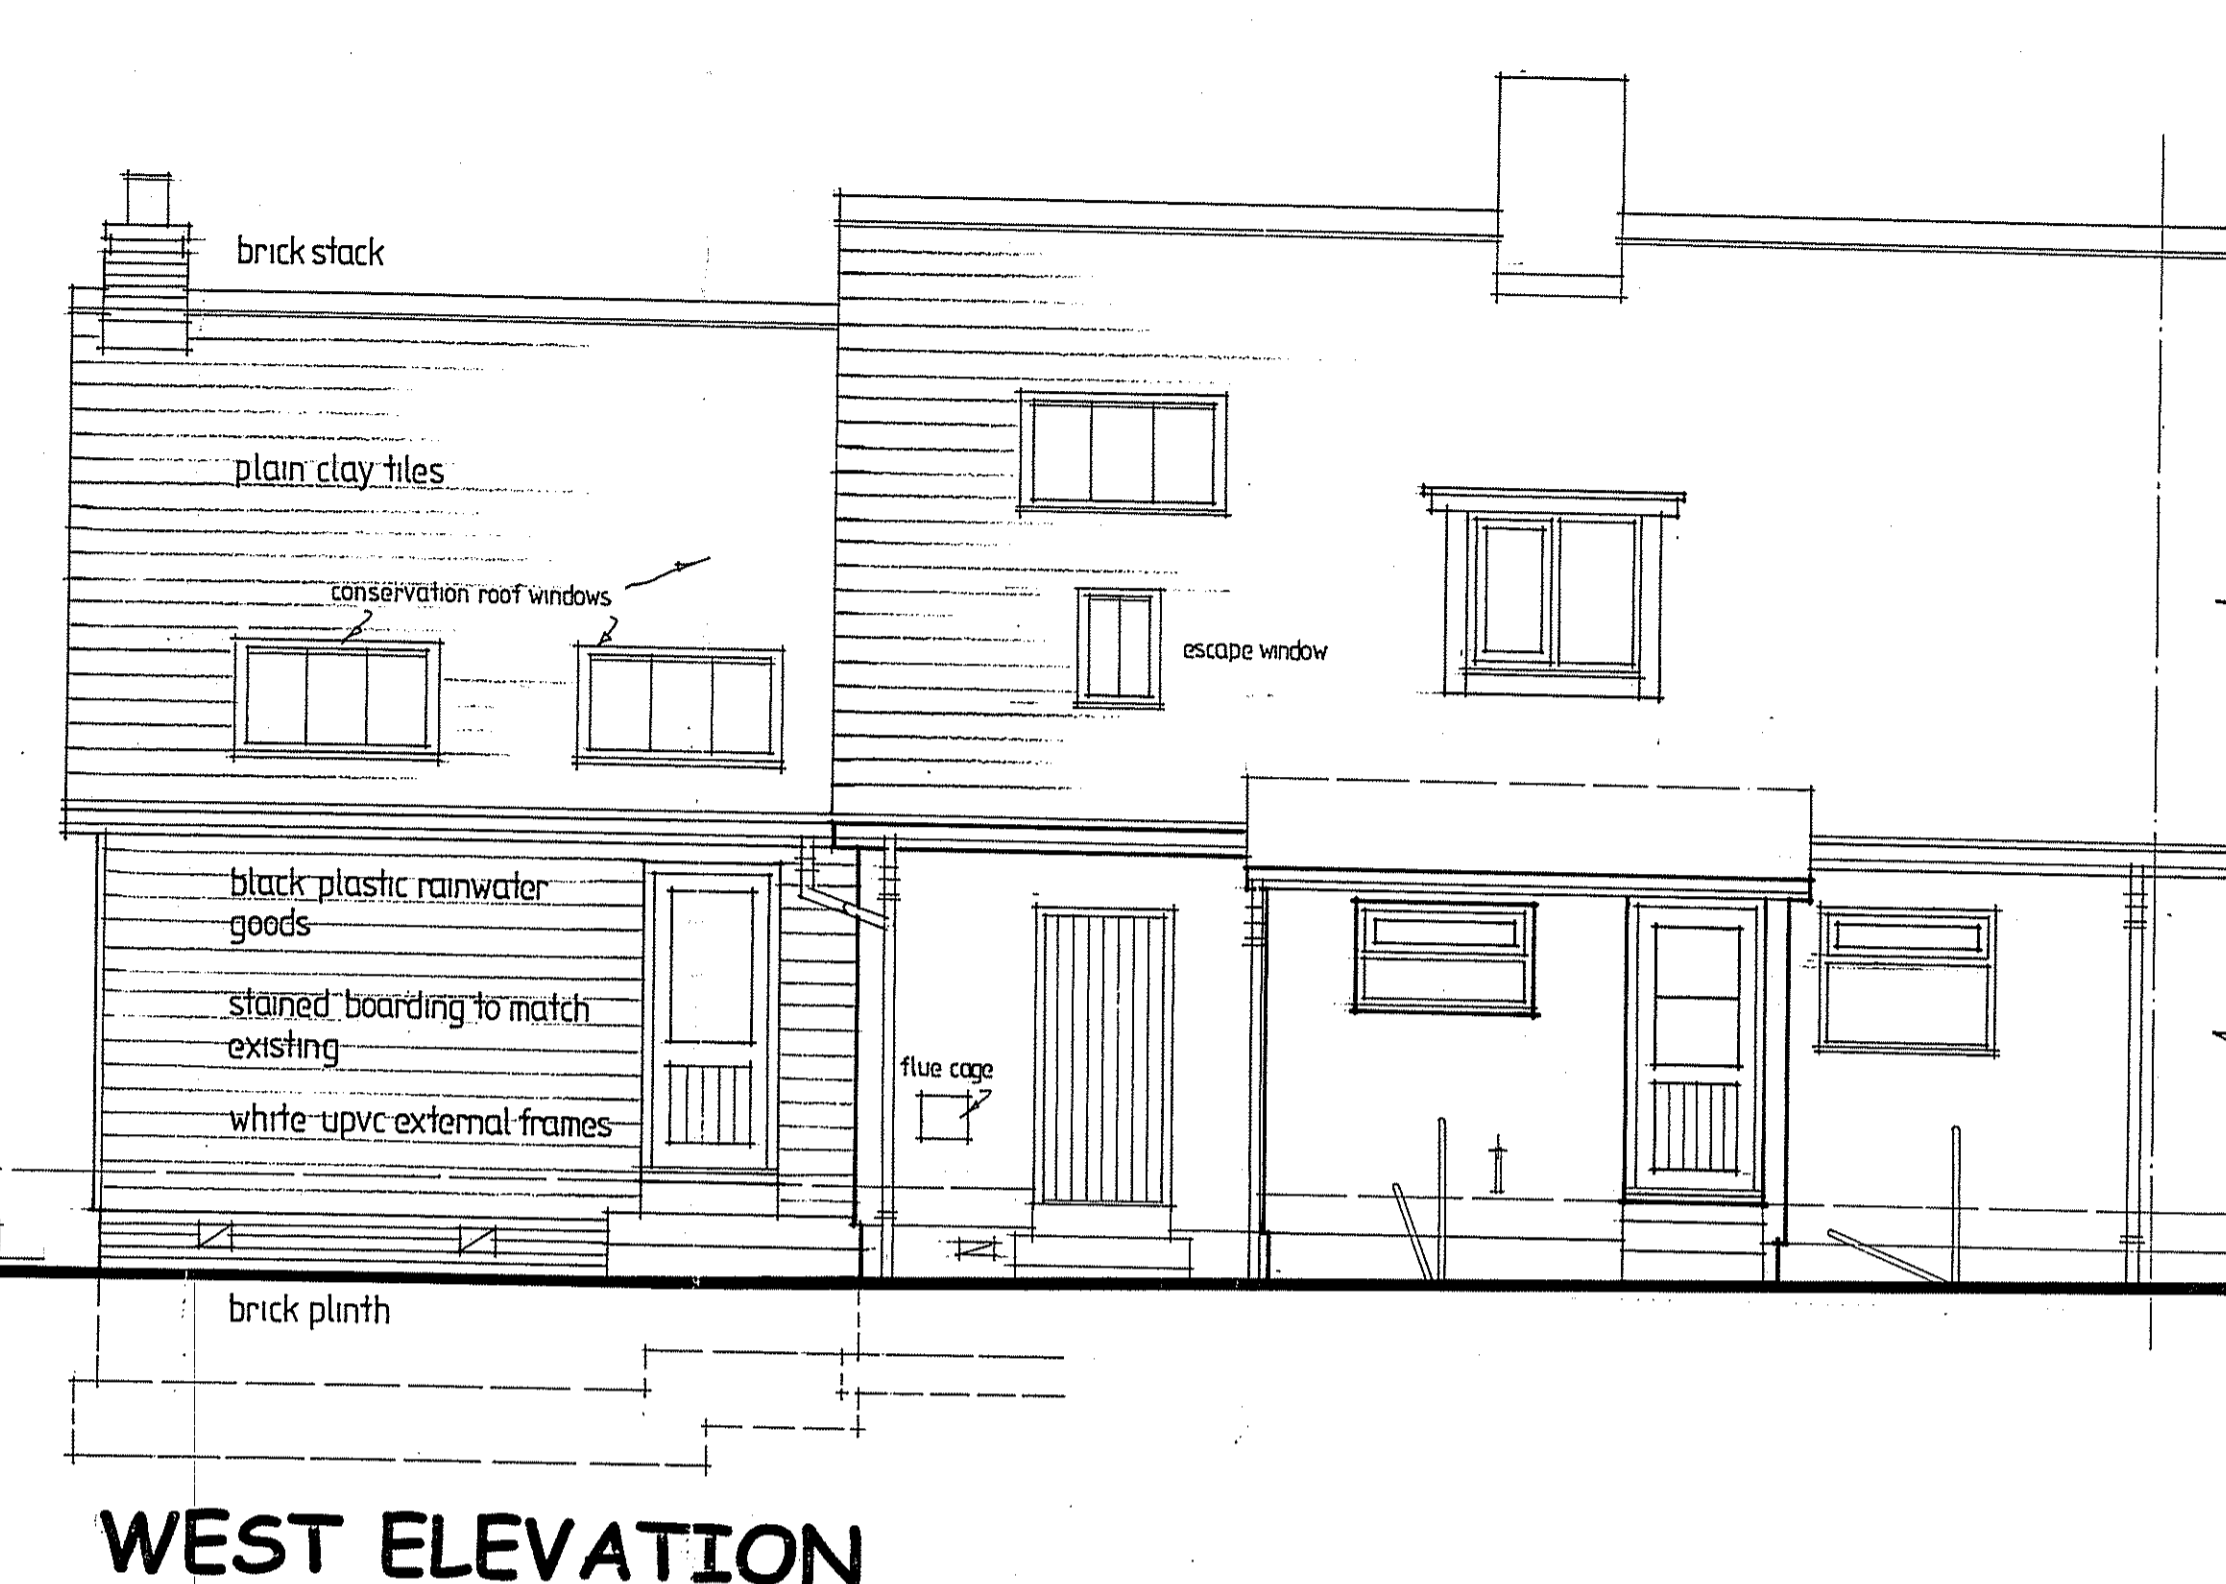 brick stack
plain clay tiles
conservation roof windows
escape window
black plastic rainwater
goods
stained boarding to match
existing
flue cage
white upvc external frames
brick plinth
WEST ELEVATION